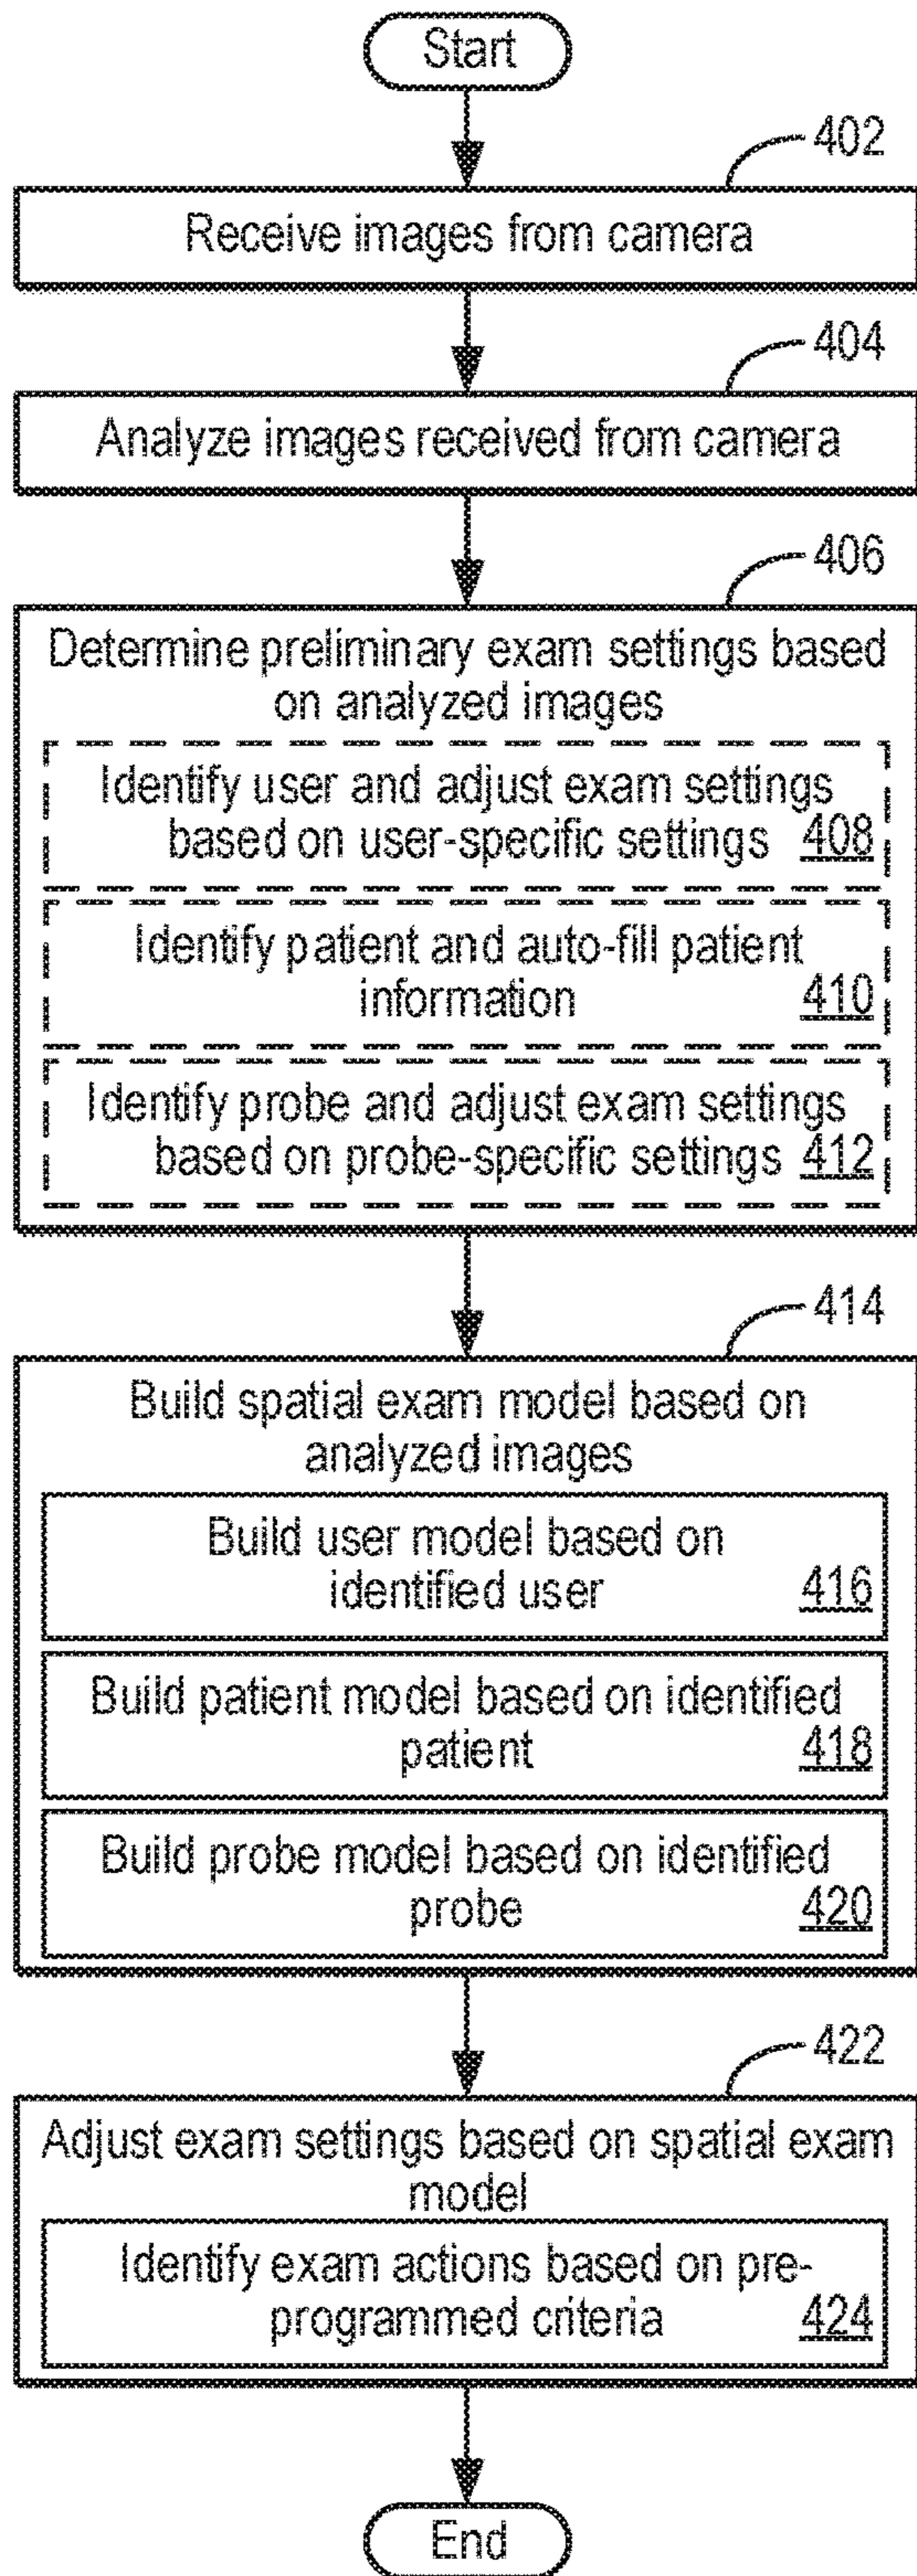 Start
402
Receive images from camera
404
Analyze images received from camera
406
Determine preliminary exam settings based
on analyzed images
Identify user and adjust exam settings
based on user-specific settings 408
Identify patient and auto-fill patient
information 410
Identify probe and adjust exam settings
based on probe-specific settings 412
414
Build spatial exam model based on
analyzed images
Build user model based on
identified user 416
Build patient model based on identified
patient 418
Build probe model based on identified
probe 420
422
Adjust exam settings based on spatial exam
model
Identify exam actions based on pre-
programmed criteria 424
End